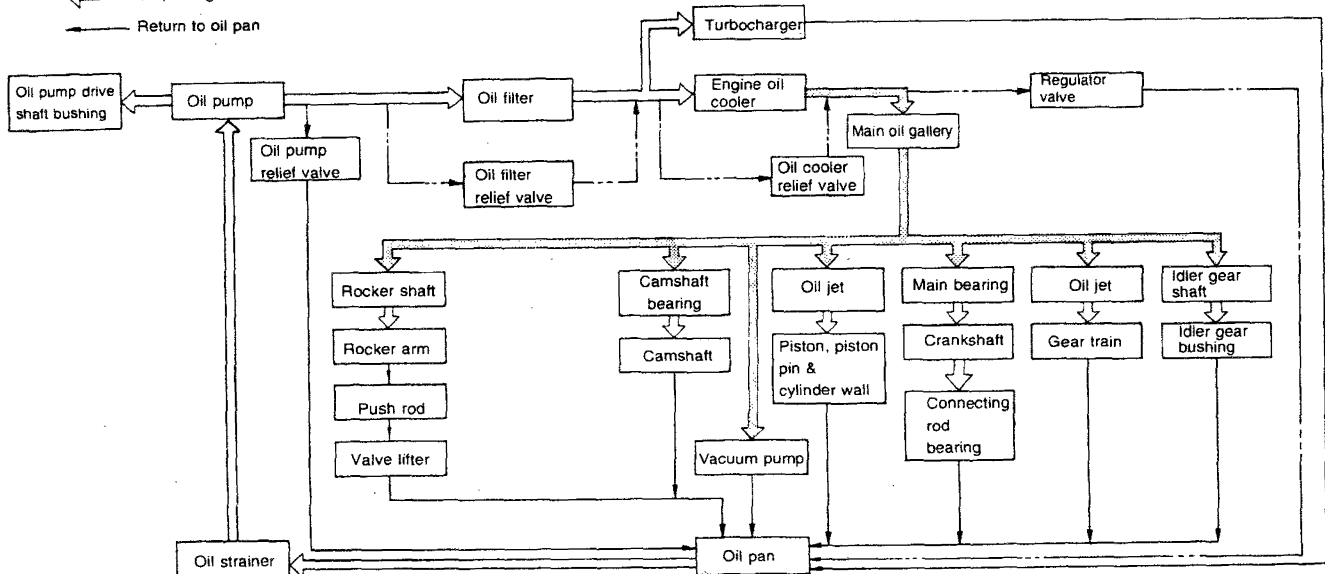 Return to oil pan
Turbocharger
Oil pump drive
shaft bushing
Oil pump
Oil filter
Engine oil
cooler
Regulator
valve
Main oil gallery
Oil pump
relief valve
Oil filter
relief valve
Oil cooler
relief valve
Rocker shaft
Camshaft
bearing
Oil jet
Main bearing
Oil jet
Idler gear
shaft
Rocker arm
Camshaft
Piston, piston
pin &
cylinder wall
Crankshaft
Gear train
Idler gear
bushing
Push rod
Connecting
rod
bearing
Valve lifter
Vacuum pump
Oil strainer
Oil pan